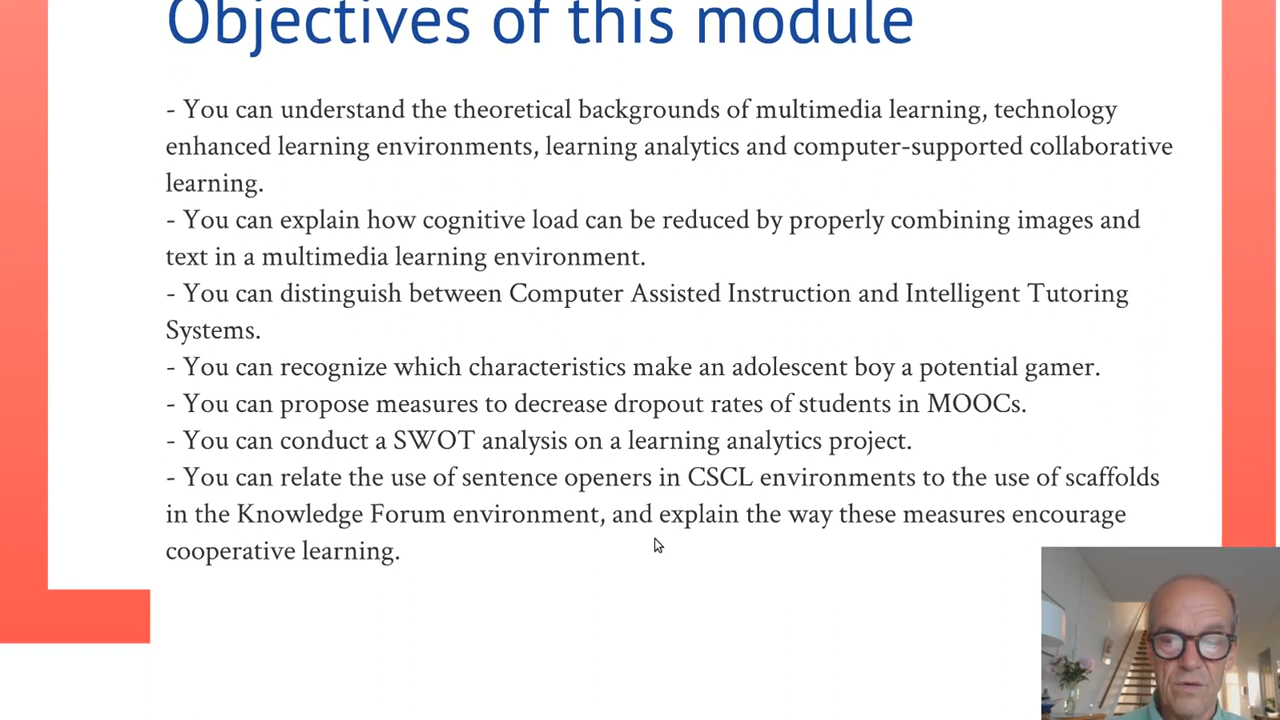 Objectives of this module
- You can understand the theoretical backgrounds of multimedia learning, technology
enhanced learning environments, learning analytics and computer-supported collaborative
learning.
- You can explain how cognitive load can be reduced by properly combining images and
text in a multimedia learning environment.
- You can distinguish between Computer Assisted Instruction and Intelligent Tutoring
Systems.
- You can recognize which characteristics make an adolescent boy a potential gamer.
- You can propose measures to decrease dropout rates of students in MOOCs.
- You can conduct a SWOT analysis on a learning analytics project.
- You can relate the use of sentence openers in CSCL environments to the use of scaffolds
in the Knowledge Forum environment, and explain the way these measures encourage
cooperative learning.